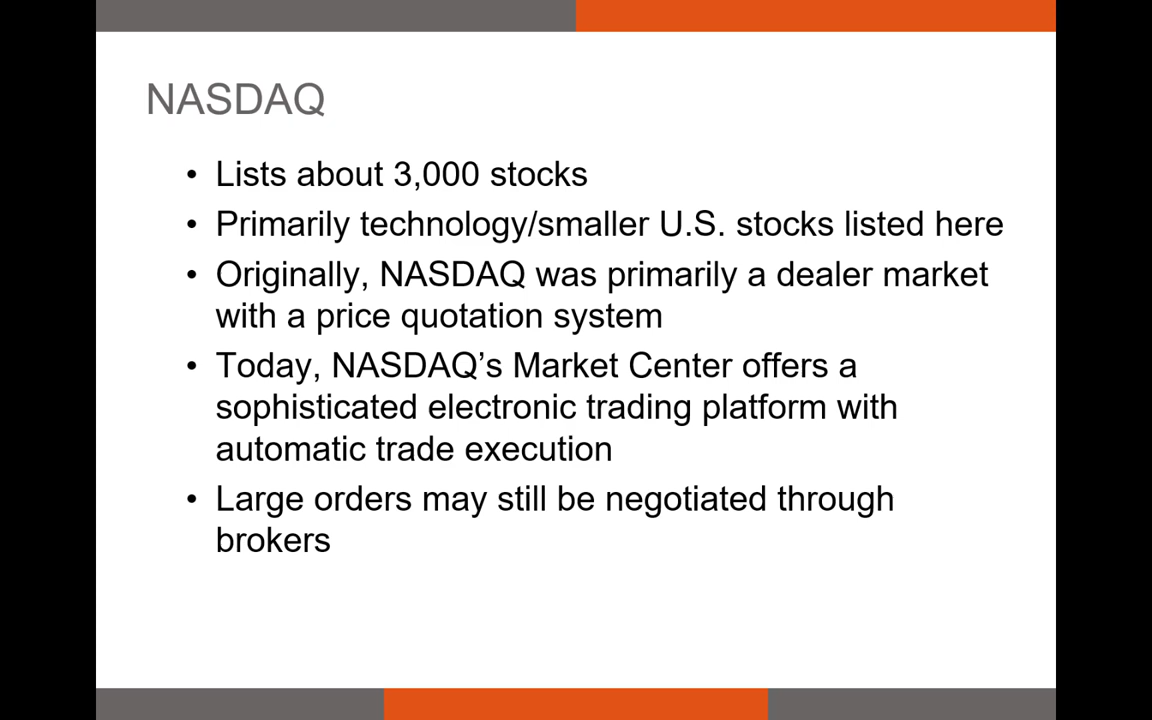 NASDAQ
• Lists about 3,000 stocks
• Primarily technology/smaller U.S. stocks listed here
• Originally, NASDAQ was primarily a dealer market
with a price quotation system
• Today, NASDAQ’s Market Center offers a
sophisticated electronic trading platform with
automatic trade execution
• Large orders may still be negotiated through
brokers